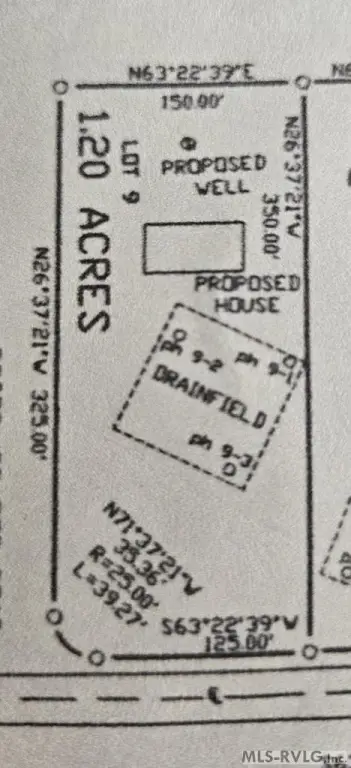 N63°22'39"E
150.00'
PROPOSED
WELL
LOT 9
1.20 ACRES
N26°37'21"W
350.00'
PROPOSED
HOUSE
N26°37'21"W 325.00'
ph 9-2
ph 9-1
DRAINFIELD
ph 9-3
N71°37'21"W
35.36'
R=25.00'
L=39.27'
S63°22'39"W
125.00'
MLS-RVLG, Inc.